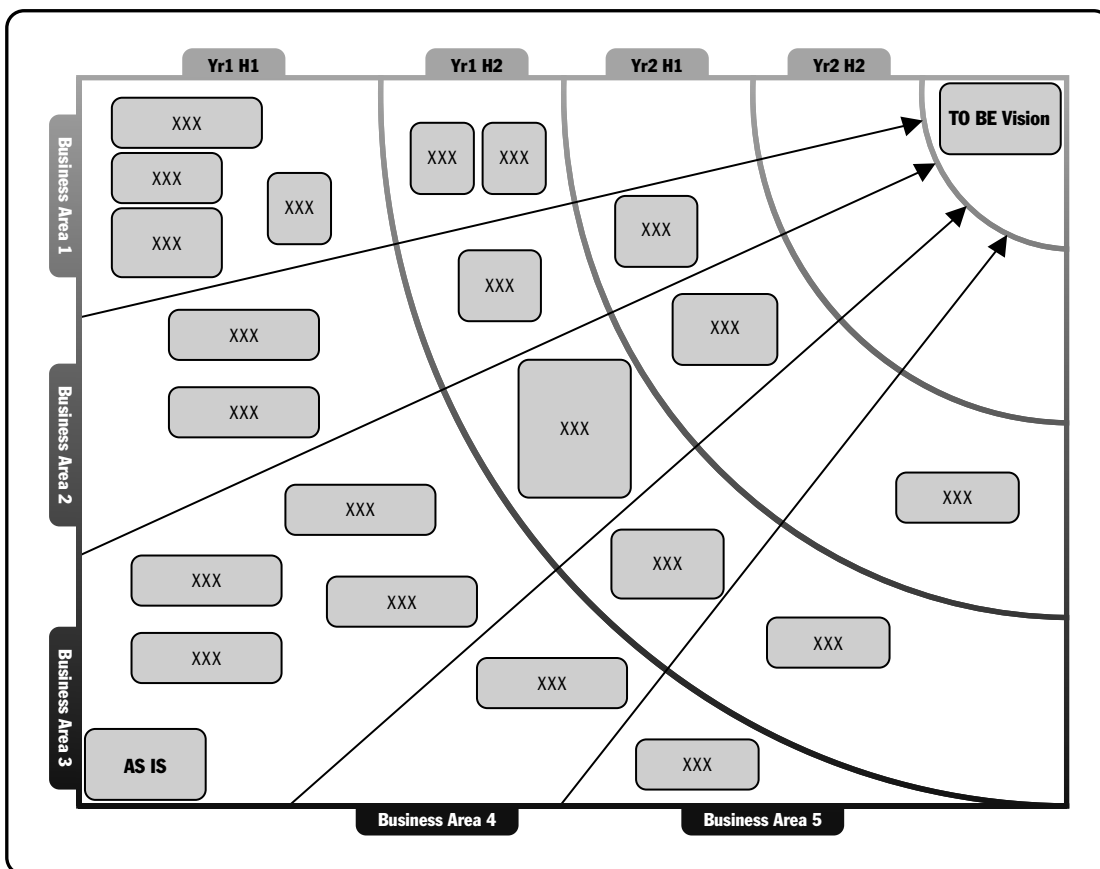 Yr1 H1
Yr1 H2
Yr2 H1
Yr2 H2
TO BE Vision
Business Area 1
XXX
XXX
XXX
XXX
XXX
XXX
XXX
XXX
XXX
XXX
Business Area 2
XXX
XXX
XXX
XXX
XXX
XXX
XXX
XXX
Business Area 3
XXX
XXX
XXX
XXX
AS IS
XXX
Business Area 4
Business Area 5